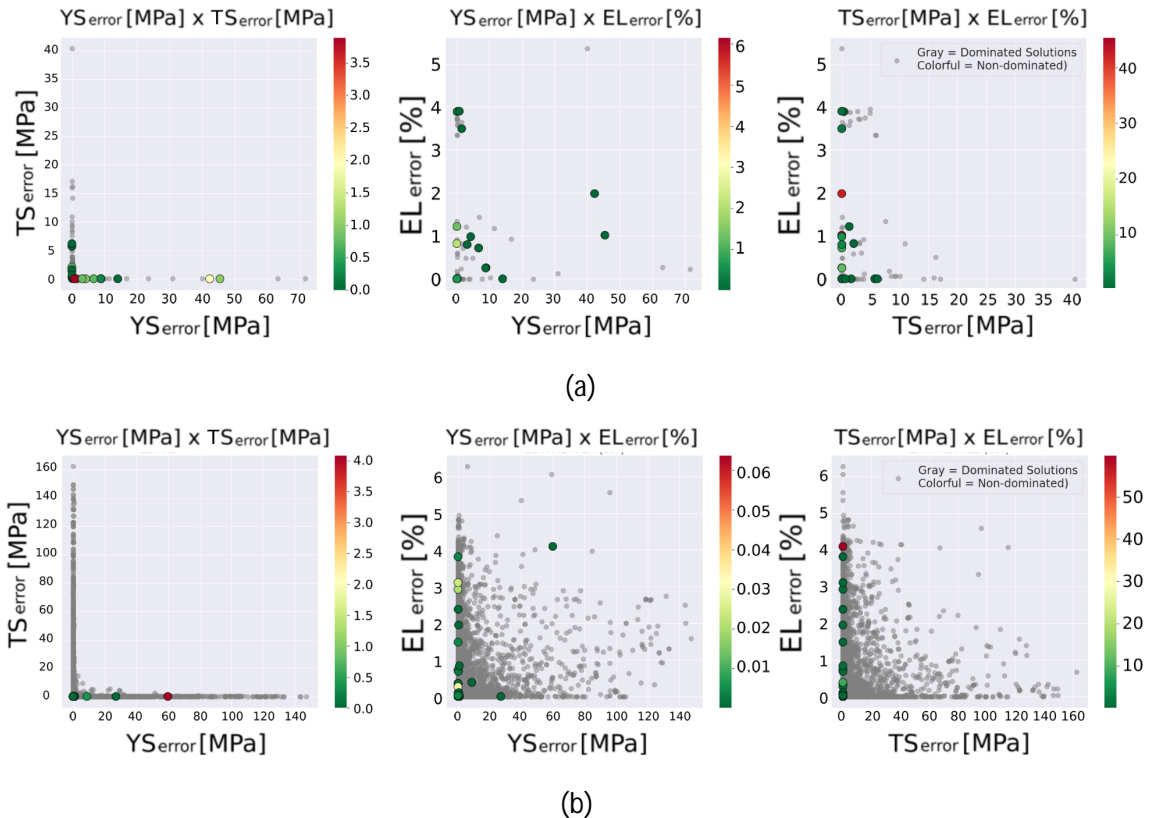 YSerror [MPa] x TSerror [MPa]
YSerror [MPa] x ELerror [%]
TSerror [MPa] x ELerror [%]
TSerror [MPa]
40
35
30
25
20
15
10
5
0
0 10 20 30 40 50 60 70
YSerror [MPa]
3.5
3.0
2.5
2.0
1.5
1.0
0.5
0.0
ELerror [%]
5
4
3
2
1
0
0 10 20 30 40 50 60 70
YSerror [MPa]
6
5
4
3
2
1
Gray = Dominated Solutions
Colorful = Non-dominated)
ELerror [%]
5
4
3
2
1
0
0 5 10 15 20 25 30 35 40
TSerror [MPa]
40
30
20
10
(a)
YSerror [MPa] x TSerror [MPa]
YSerror [MPa] x ELerror [%]
TSerror [MPa] x ELerror [%]
TSerror [MPa]
160
140
120
100
80
60
40
20
0
0 20 40 60 80 100 120 140
YSerror [MPa]
4.0
3.5
3.0
2.5
2.0
1.5
1.0
0.5
0.0
ELerror [%]
6
5
4
3
2
1
0
0 20 40 60 80 100 120 140
YSerror [MPa]
0.06
0.05
0.04
0.03
0.02
0.01
Gray = Dominated Solutions
Colorful = Non-dominated)
ELerror [%]
6
5
4
3
2
1
0
0 20 40 60 80 100 120 140 160
TSerror [MPa]
50
40
30
20
10
(b)